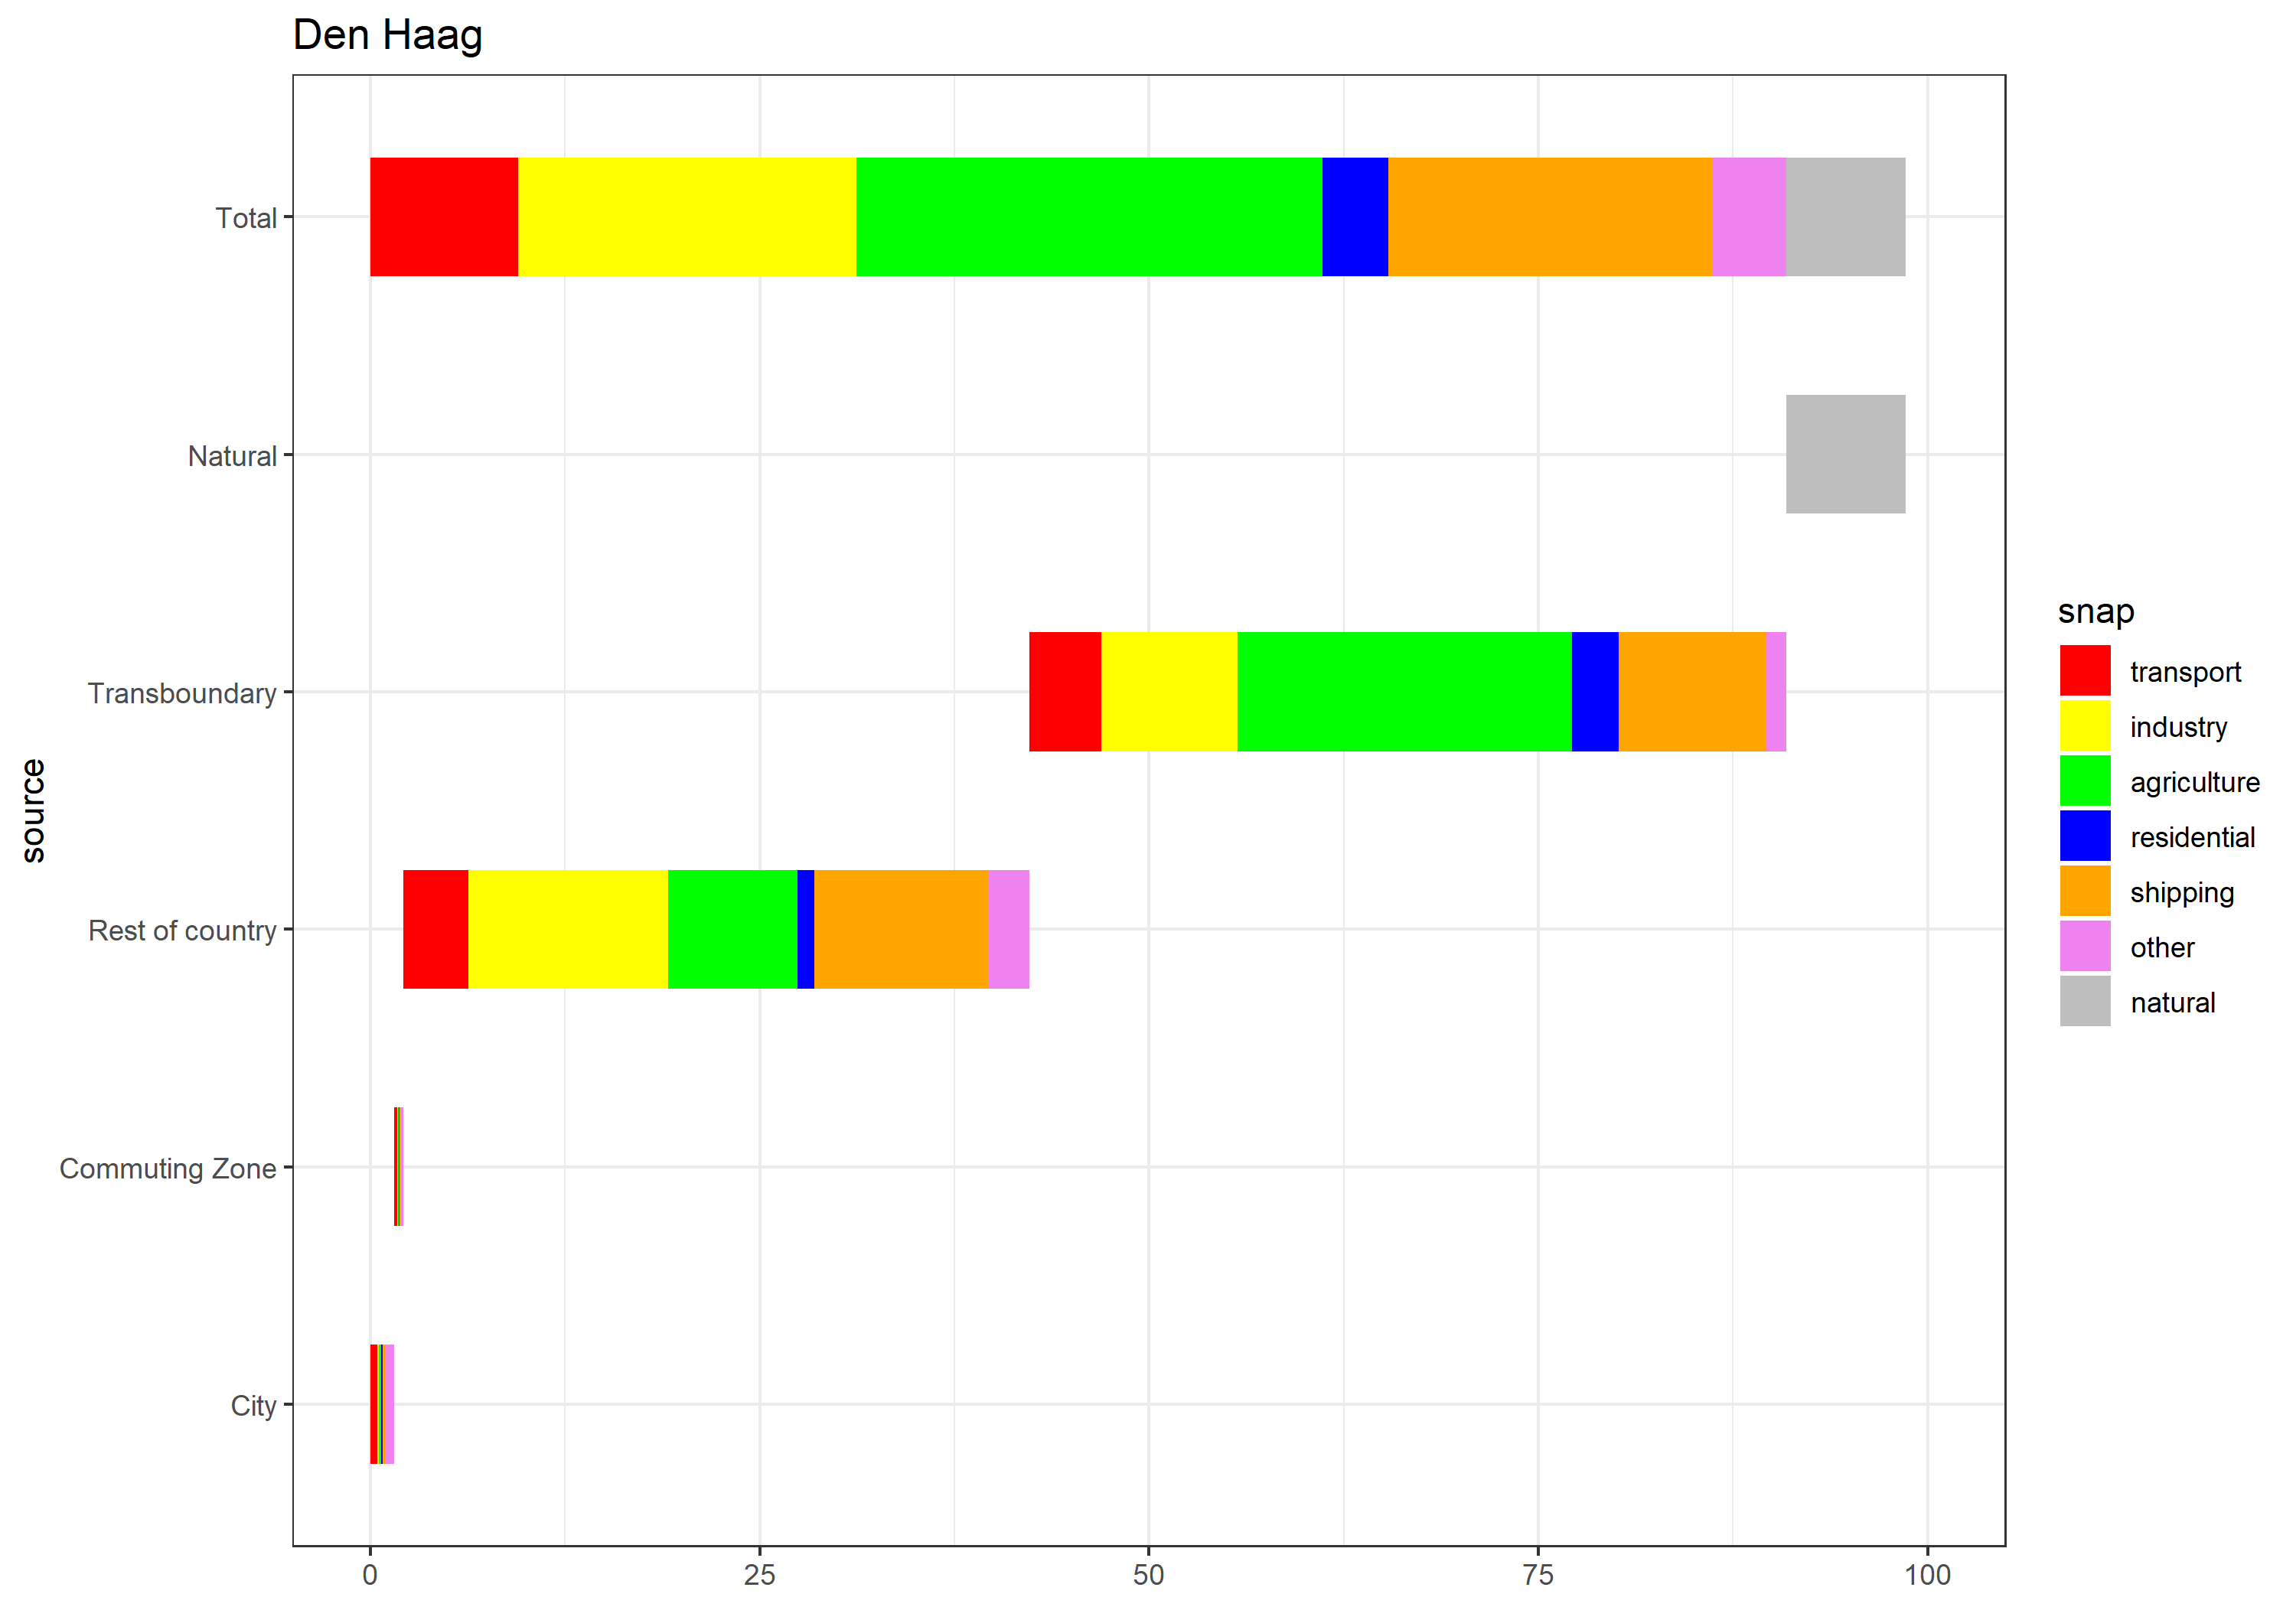 Den Haag
Total
Natural
Transboundary
Rest of country
Commuting Zone
City
source
0
25
50
75
100
snap
transport
industry
agriculture
residential
shipping
other
natural